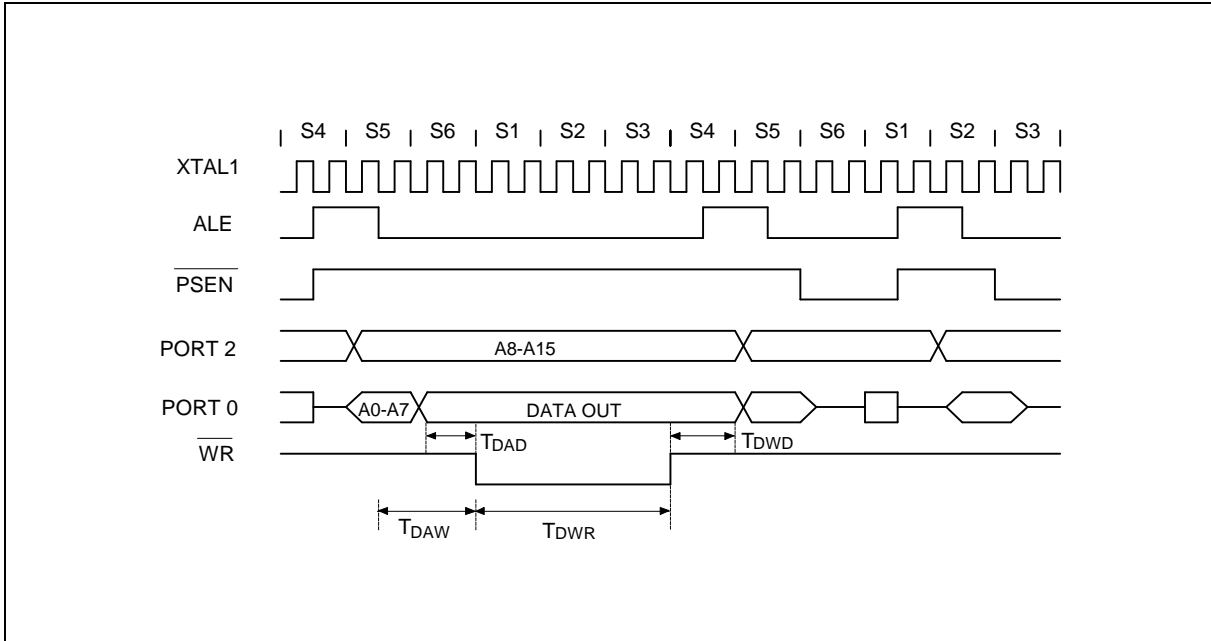 S4 S5 S6 S1 S2 S3 S4 S5 S6 S1 S2 S3
XTAL1
ALE
PSEN
PORT 2
A8-A15
PORT 0
A0-A7
DATA OUT
TDAD
TDWD
WR
TDAW
TDWR